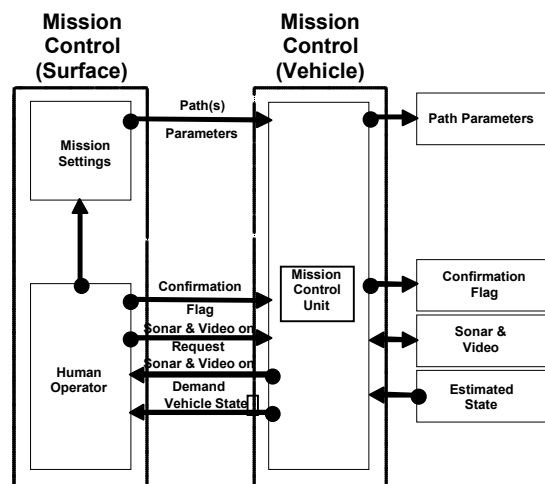 Mission
Control
(Surface)
Mission
Control
(Vehicle)
Mission
Settings
Path(s)
Parameters
Path Parameters
Human
Operator
Confirmation
Flag
Sonar & Video on
Request
Sonar & Video on
Demand
Vehicle State
Mission
Control
Unit
Confirmation
Flag
Sonar &
Video
Estimated
State